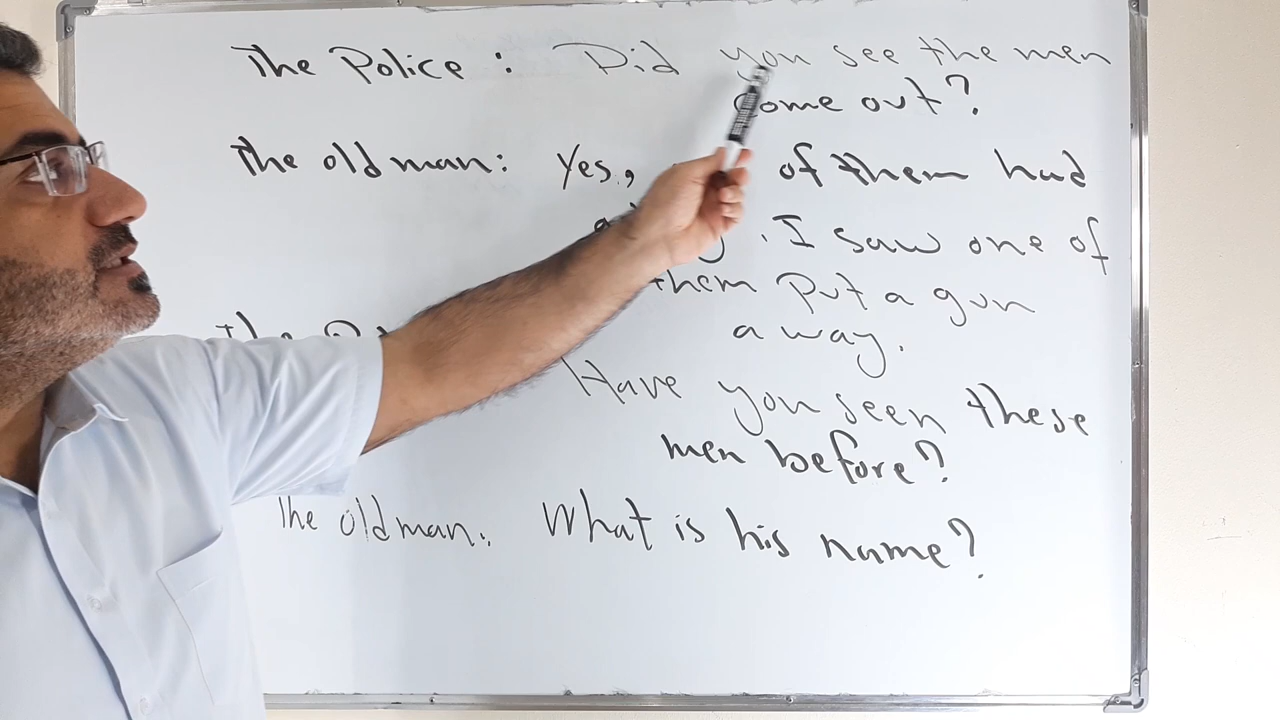 The Police : Did you see the men
come out?
The old man: Yes, of them had
. I saw one of
them put a gun
away.
the
Have you seen these
men before?
The old man: What is his name?